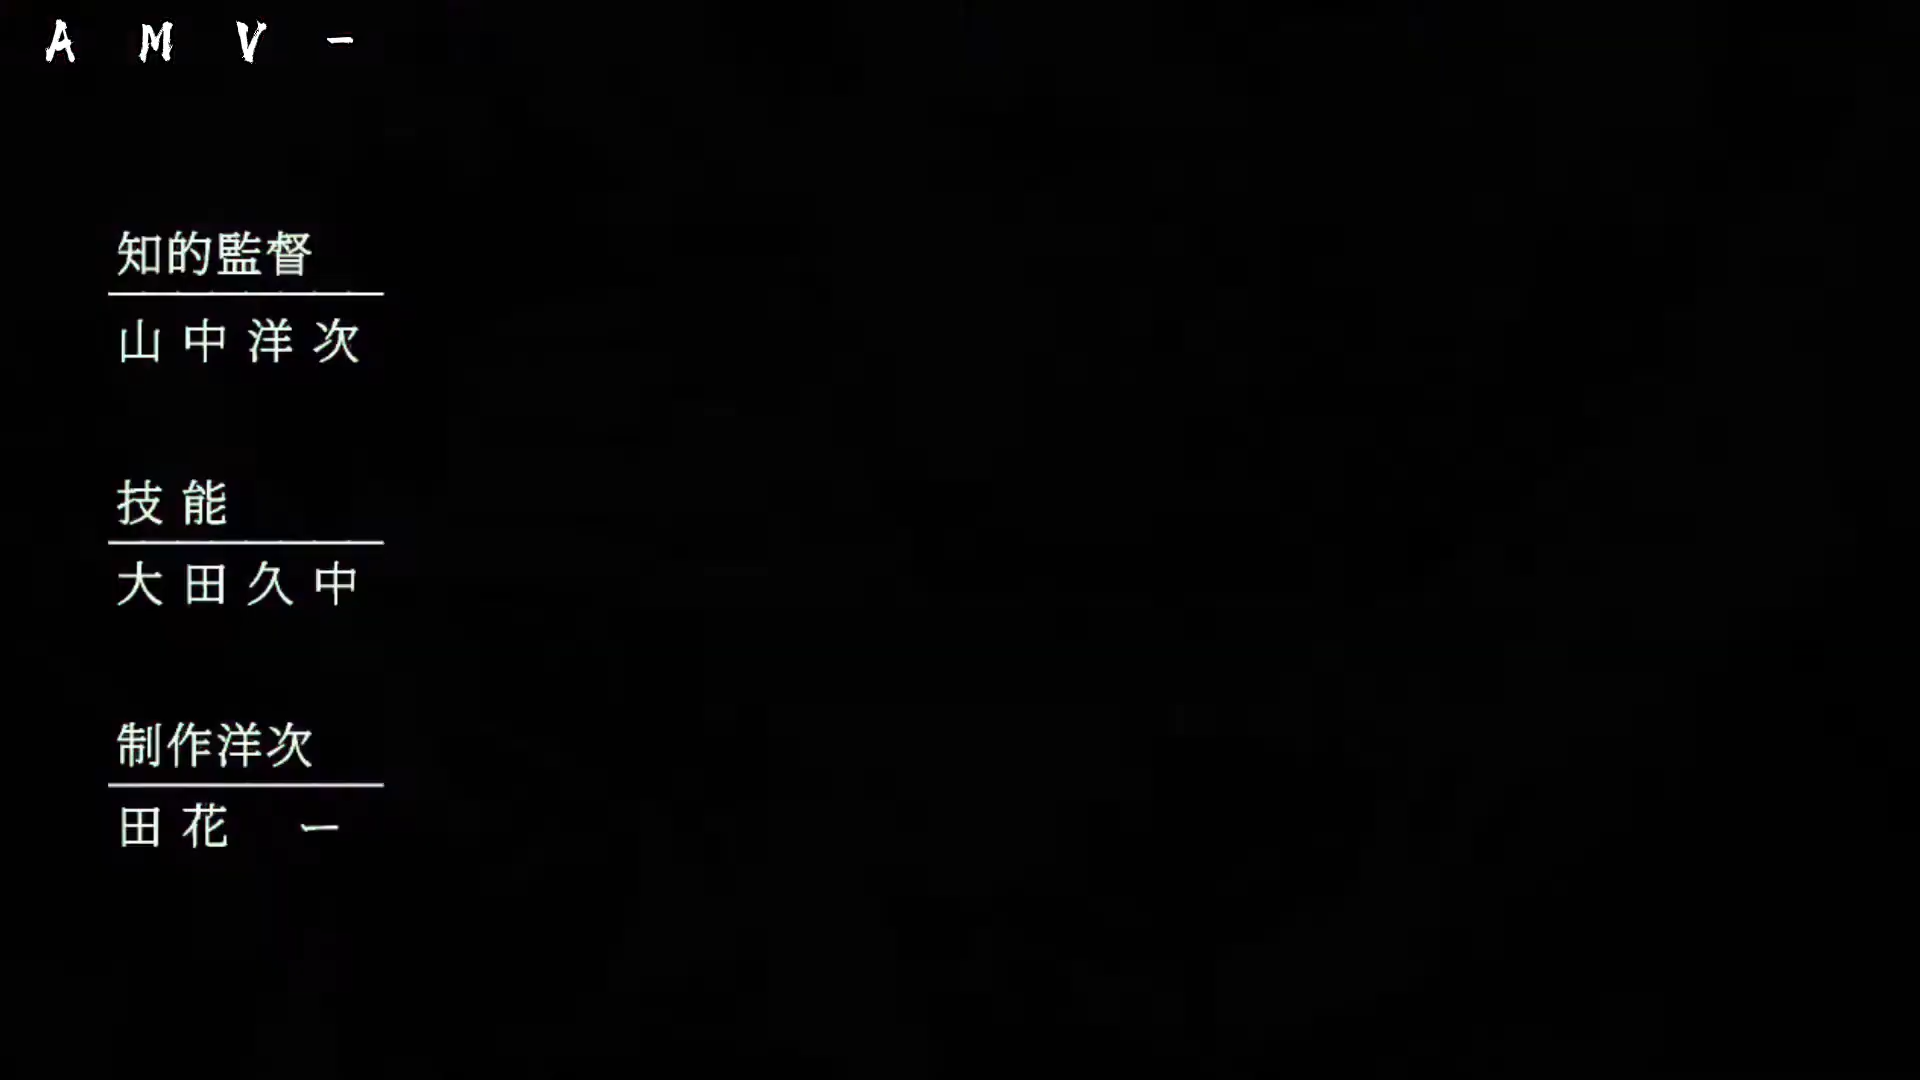 A M V -
知的監督
山中洋次
技能
大田久中
制作洋次
田花 一